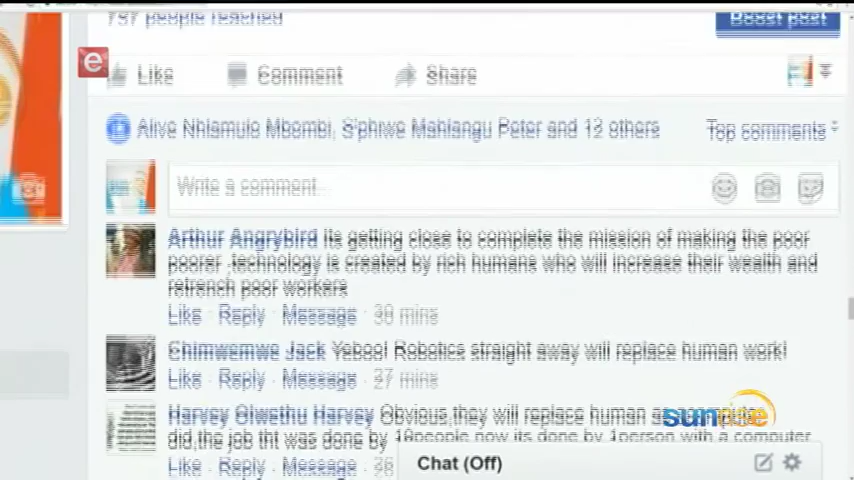 797 people reached
Boost post
e
Like
Comment
Share
Alive Nhlamulo Mbombi, S'phiwe Mahlangu Peter and 12 others
Top comments
Write a comment...
Arthur Angrybird Its getting close to complete the mission of making the poor
poorer ,technology is created by rich humans who will increase their wealth and
retrench poor workers
Like · Reply · Message · 38 mins
Chimwemwe Jack Yeboo! Robotics straight away will replace human work!
Like · Reply · Message · 27 mins
Harvey Olwethu Harvey Obvious,they will replace human as
did,the job tht was done by 10people now its done by 1person with a computer
Like · Reply · Message · 26
sunrise
Chat (Off)